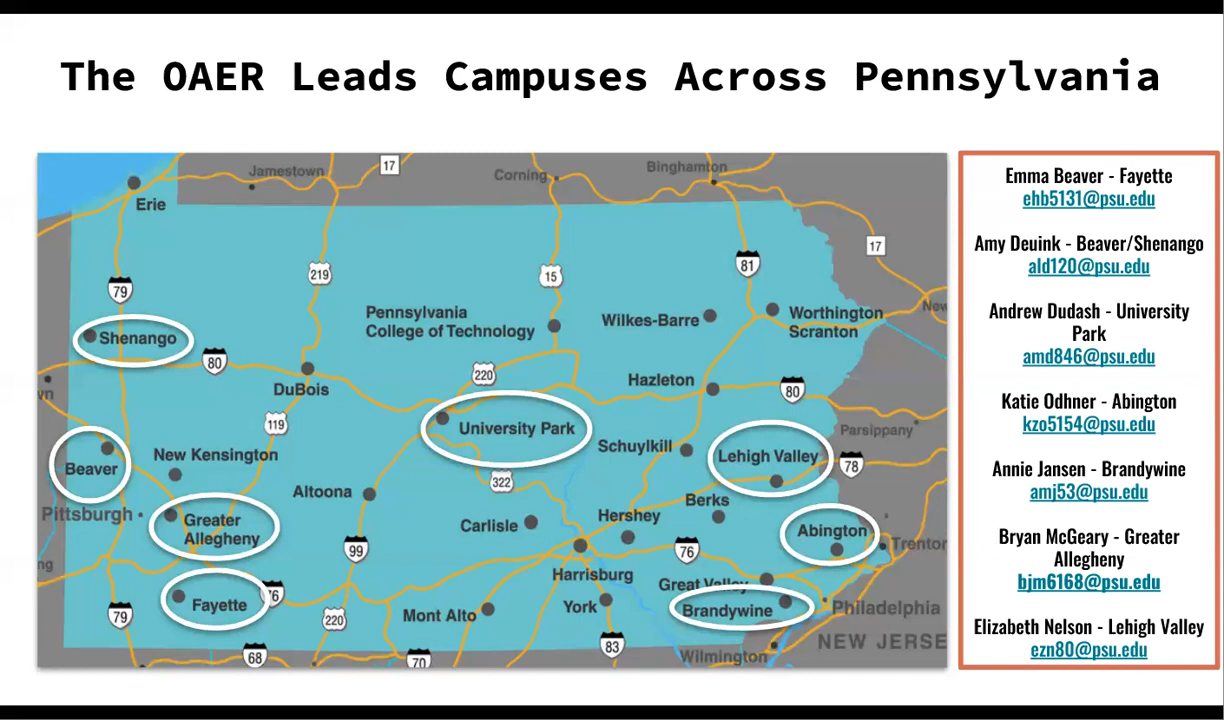 The OAER Leads Campuses Across Pennsylvania
Jamestown
17
Corning
Binghamton
Erie
17
219
15
81
79
New
Pennsylvania
College of Technology
Wilkes-Barre
Worthington
Scranton
Shenango
80
220
DuBois
Hazleton
80
wn
119
University Park
Parsippany
New Kensington
Schuylkill
Lehigh Valley
78
Beaver
322
Altoona
Berks
Pittsburgh
Greater
Allegheny
Carlisle
Hershey
Abington
Trenton
99
76
ng
Harrisburg
Great Valley
76
Fayette
79
220
Mont Alto
York
Brandywine
Philadelphia
83
NEW JERSE
68
70
Wilmington
Emma Beaver - Fayette
ehb5131@psu.edu
Amy Deuink - Beaver/Shenango
ald120@psu.edu
Andrew Dudash - University
Park
amd846@psu.edu
Katie Odhner - Abington
kzo5154@psu.edu
Annie Jansen - Brandywine
amj53@psu.edu
Bryan McGeary - Greater
Allegheny
bjm6168@psu.edu
Elizabeth Nelson - Lehigh Valley
ezn80@psu.edu